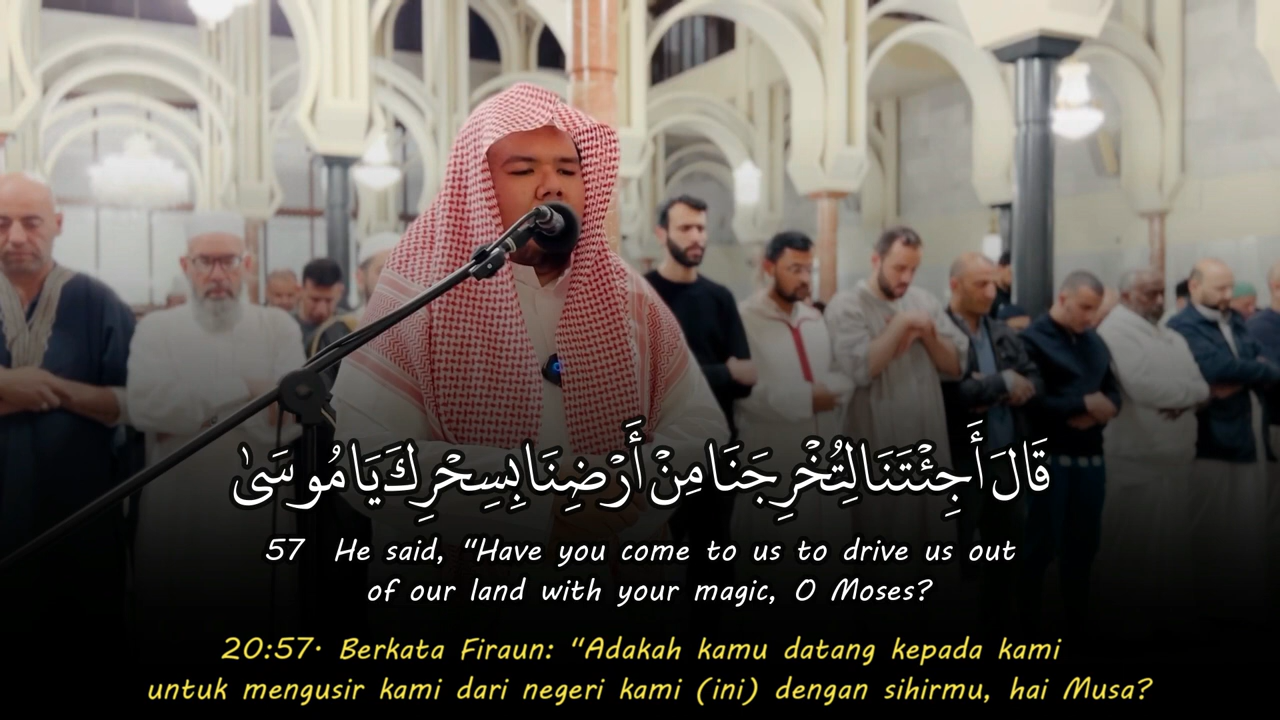 قَالَ أَجِئْتَنَا لِتُخْرِجَنَا مِنْ أَرْضِنَا بِسِحْرِكَ يَا مُوسَىٰ
57 He said, “Have you come to us to drive us out
of our land with your magic, O Moses?
20:57· Berkata Firaun: “Adakah kamu datang kepada kami
untuk mengusir kami dari negeri kami (ini) dengan sihirmu, hai Musa?